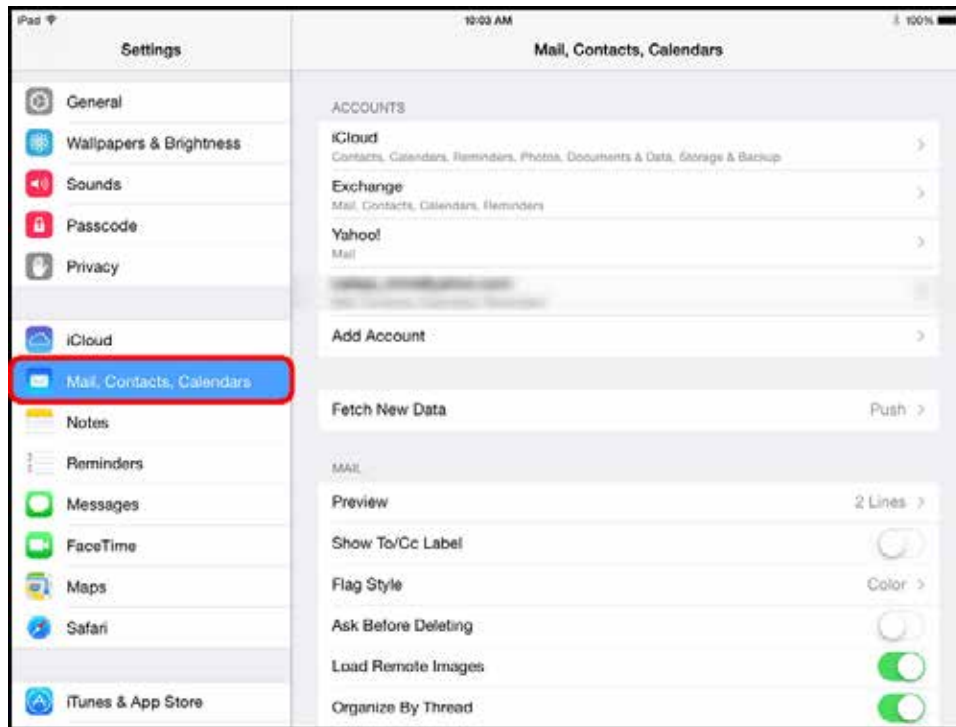 iPad
10:03 AM
100%
Settings
Mail, Contacts, Calendars
General
Wallpapers & Brightness
Sounds
Passcode
Privacy
iCloud
Mail, Contacts, Calendars
Notes
Reminders
Messages
FaceTime
Maps
Safari
iTunes & App Store
ACCOUNTS
iCloud
Contacts, Calendars, Reminders, Photos, Documents & Data, Storage & Backup
Exchange
Mail, Contacts, Calendars, Reminders
Yahoo!
Mail
Add Account
Fetch New Data Push
MAIL
Preview 2 Lines
Show To/Cc Label
Flag Style Color
Ask Before Deleting
Load Remote Images
Organize By Thread